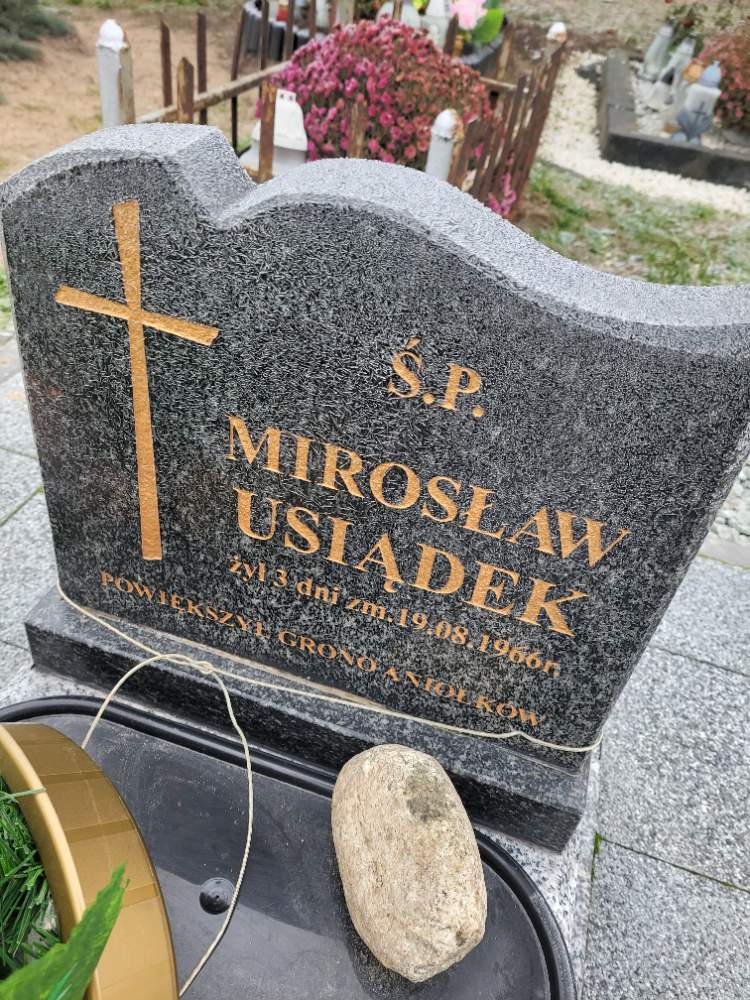 Ś.P.
MIROSŁAW
USIĄDEK
żył 3 dni zm.19.08.1966r.
POWIĘKSZYŁ GRONO ANIOŁKÓW